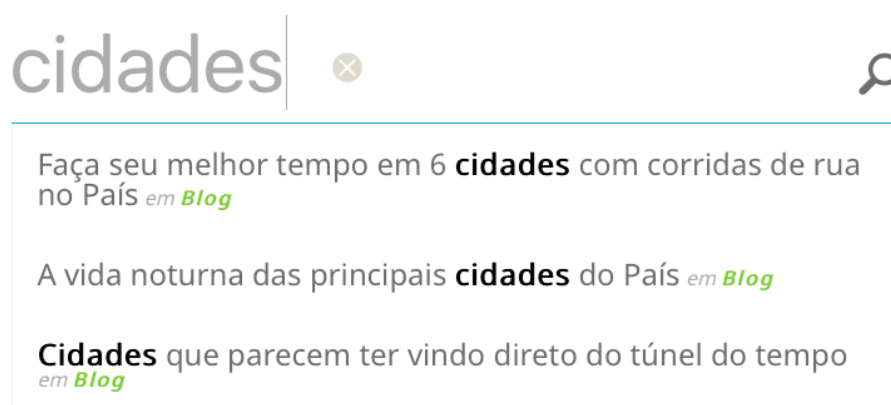 cidades
Faça seu melhor tempo em 6 cidades com corridas de rua
no País em Blog
A vida noturna das principais cidades do País em Blog
Cidades que parecem ter vindo direto do túnel do tempo
em Blog